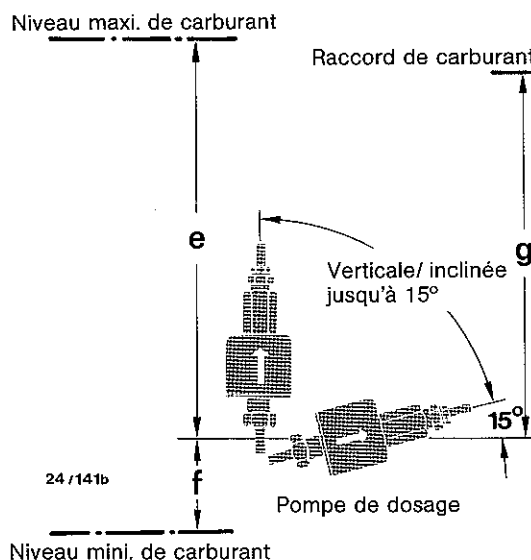 Niveau maxi. de carburant
Raccord de carburant
e
g
Verticale/ inclinée
jusqu'à 15°
15°
24/141b
f
Pompe de dosage
Niveau mini. de carburant